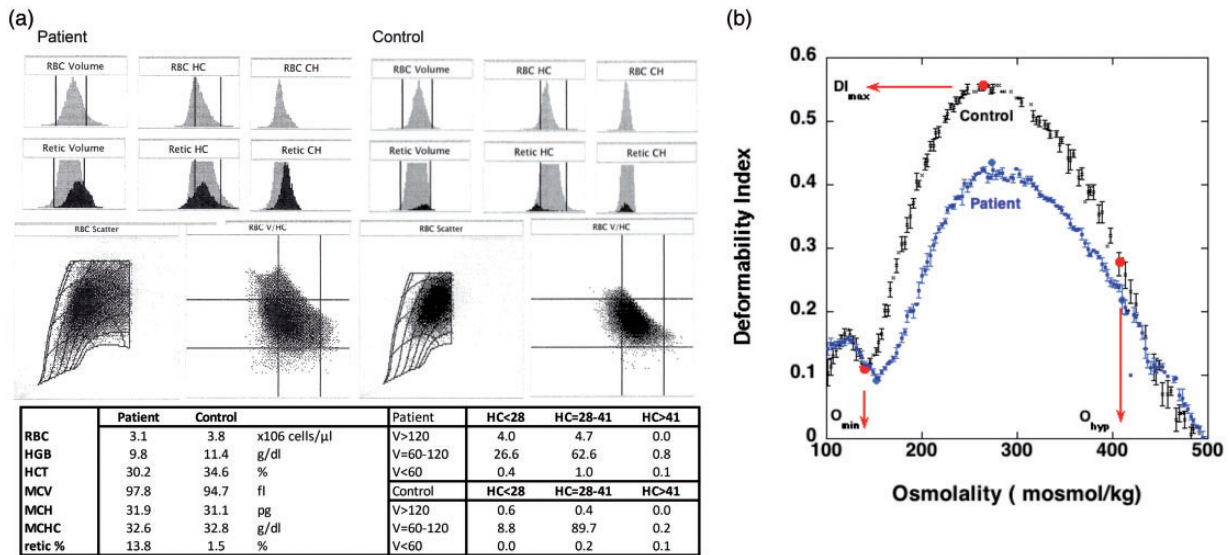 (a)
Patient
Control
RBC Volume
RBC HC
RBC CH
RBC Volume
RBC HC
RBC CH
Retic Volume
Retic HC
Retic CH
Retic Volume
Retic HC
Retic CH
RBC Scatter
RBC V/HC
RBC Scatter
RBC V/HC
Patient Control
RBC 3.1 3.8 x106 cells/µl
HGB 9.8 11.4 g/dl
HCT 30.2 34.6 %
MCV 97.8 94.7 fl
MCH 31.9 31.1 pg
MCHC 32.6 32.8 g/dl
retic % 13.8 1.5 %
Patient HC<28 HC=28-41 HC>41
V>120 4.0 4.7 0.0
V=60-120 26.6 62.6 0.8
V<60 0.4 1.0 0.1
Control HC<28 HC=28-41 HC>41
V>120 0.6 0.4 0.0
V=60-120 8.8 89.7 0.2
V<60 0.0 0.2 0.1
(b)
Deformability Index
0.6
0.5
0.4
0.3
0.2
0.1
0
DI max
Control
Patient
O min
O hyp
100 200 300 400 500
Osmolality ( mosmol/kg)